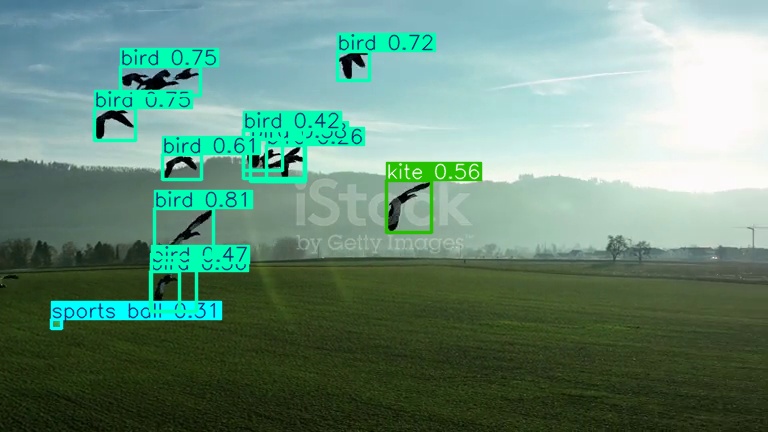 bird 0.72
bird 0.75
bird 0.75
bird 0.42
bird 0.61
kite 0.56
bird 0.81
iStock
by Getty Images
bird 0.47
sports ball 0.31